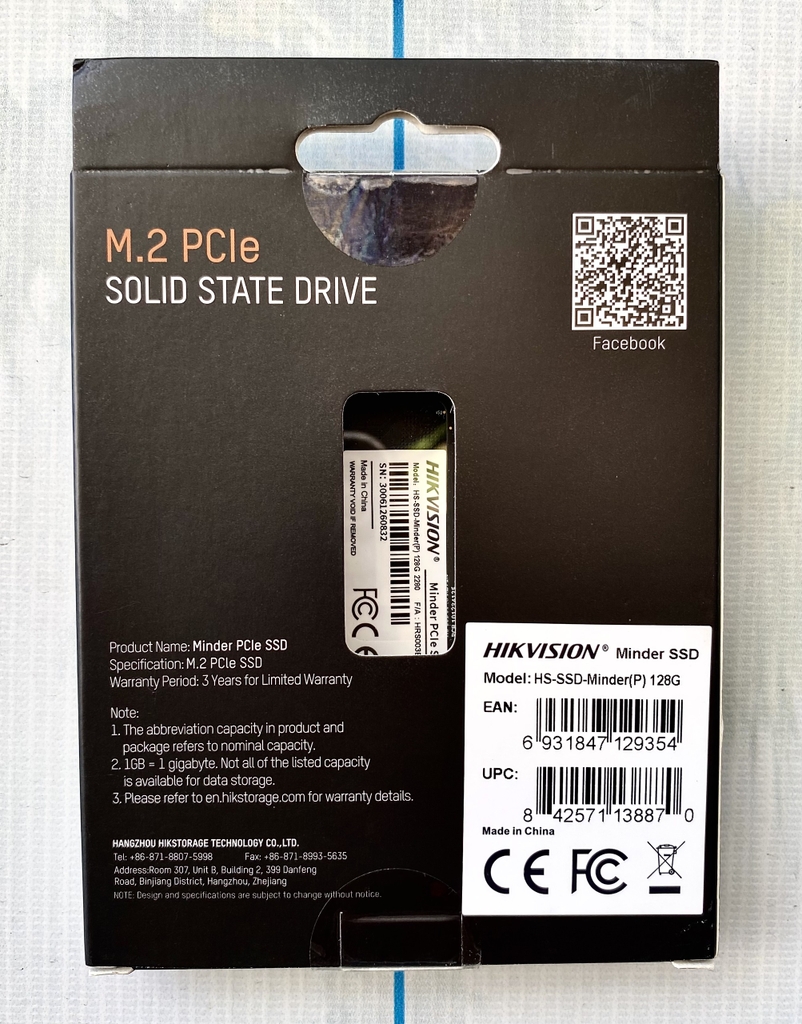 M.2 PCIe
SOLID STATE DRIVE
Facebook
HIKVISION® Minder PCIe S
Model: HS-SSD-Minder(P) 128G 2280 F/A : HRS003
SN: 30061260832
Made in China
WARRANTY VOID IF REMOVED
FC CE
Product Name: Minder PCIe SSD
Specification: M.2 PCIe SSD
Warranty Period: 3 Years for Limited Warranty
Note:
1. The abbreviation capacity in product and
package refers to nominal capacity.
2. 1GB = 1 gigabyte. Not all of the listed capacity
is available for data storage.
3. Please refer to en.hikstorage.com for warranty details.
HANGZHOU HIKSTORAGE TECHNOLOGY CO.,LTD.
Tel: +86-871-8807-5998 Fax: +86-871-8993-5635
Address:Room 307, Unit B, Building 2, 399 Danfeng
Road, Binjiang District, Hangzhou, Zhejiang
NOTE: Design and specifications are subject to change without notice.
HIKVISION® Minder SSD
Model: HS-SSD-Minder(P) 128G
EAN:
6 931847 129354
UPC:
8 42571 13887 0
Made in China
CE FC